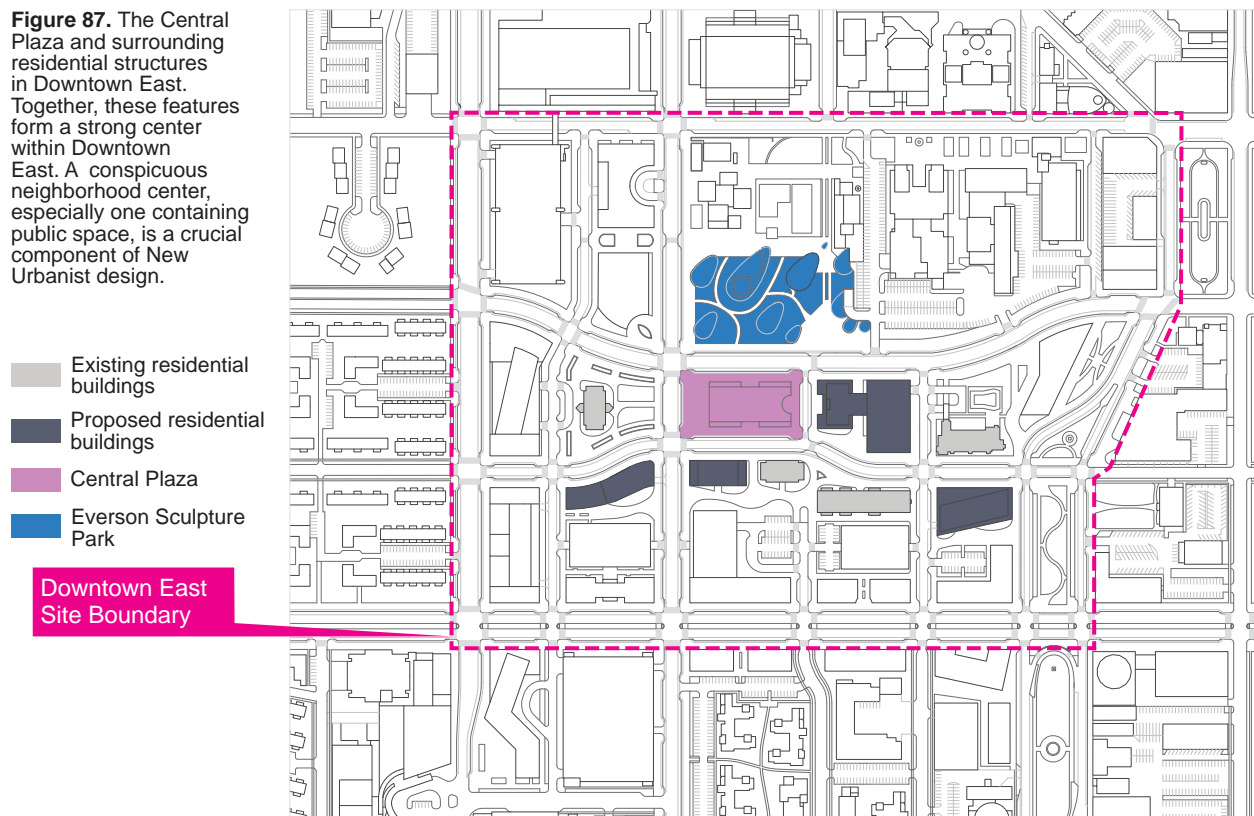 Figure 87. The Central
Plaza and surrounding
residential structures
in Downtown East.
Together, these features
form a strong center
within Downtown
East. A conspicuous
neighborhood center,
especially one containing
public space, is a crucial
component of New
Urbanist design.
Existing residential
buildings
Proposed residential
buildings
Central Plaza
Everson Sculpture
Park
Downtown East
Site Boundary